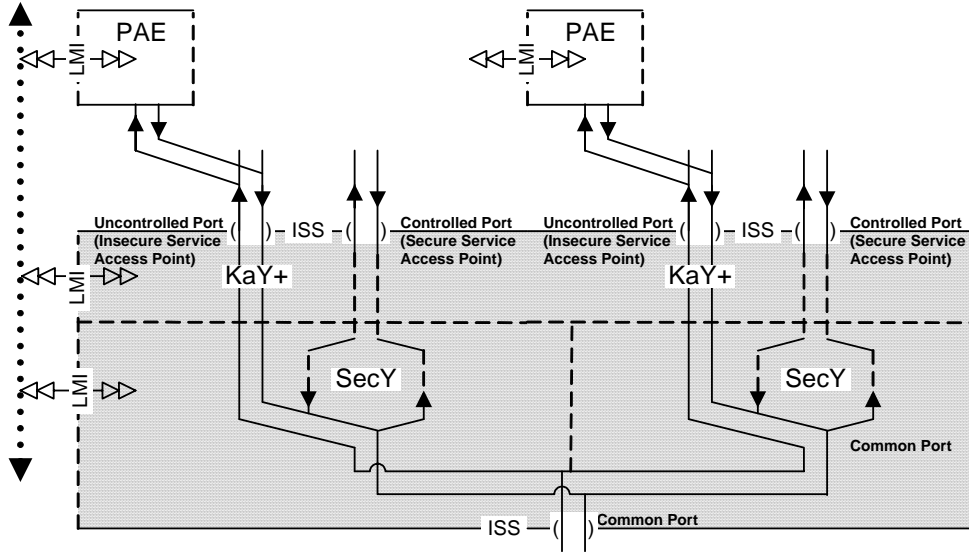 PAE
PAE
LMI
LMI
Uncontrolled Port
(Insecure Service
Access Point)
( ) ISS ( )
Controlled Port
(Secure Service
Access Point)
Uncontrolled Port
(Insecure Service
Access Point)
( ) ISS ( )
Controlled Port
(Secure Service
Access Point)
LMI
KaY+
KaY+
LMI
SecY
SecY
Common Port
ISS ( ) Common Port